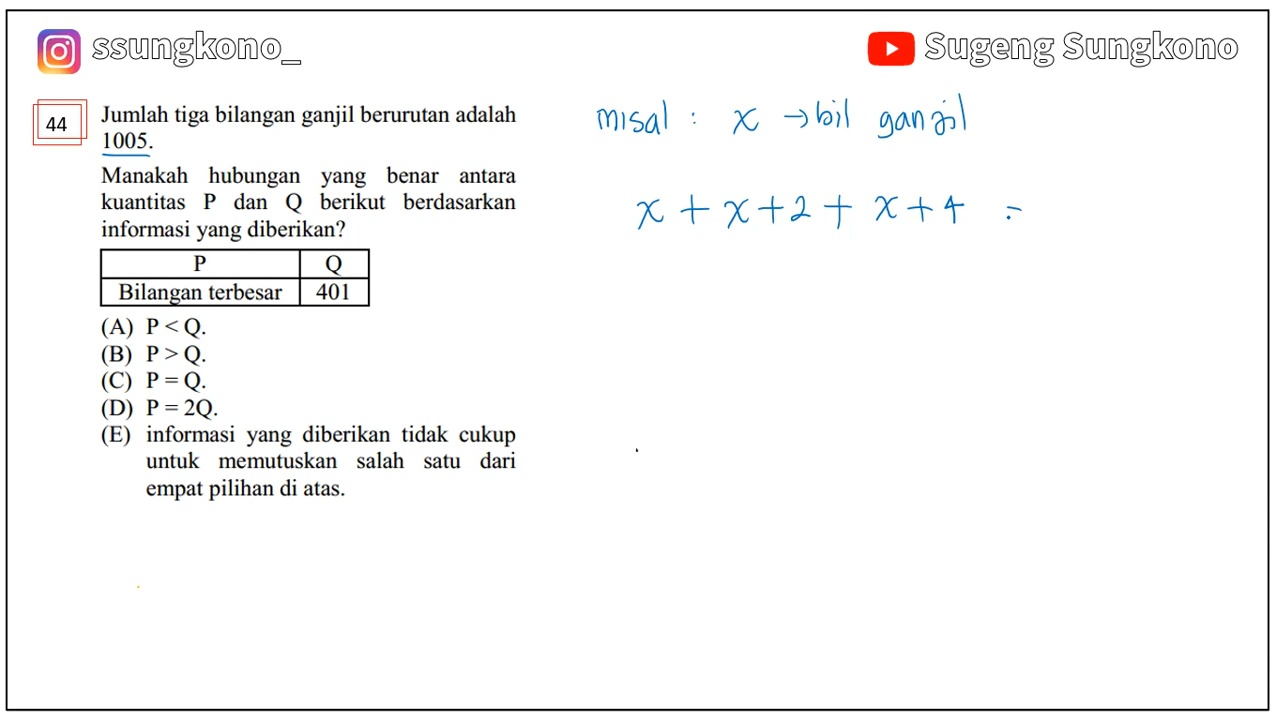 ssungkono_
Sugeng Sungkono
44
Jumlah tiga bilangan ganjil berurutan adalah
1005.
Manakah hubungan yang benar antara
kuantitas P dan Q berikut berdasarkan
informasi yang diberikan?
P Q
Bilangan terbesar 401
(A) P < Q.
(B) P > Q.
(C) P = Q.
(D) P = 2Q.
(E) informasi yang diberikan tidak cukup
untuk memutuskan salah satu dari
empat pilihan di atas.
misal : x → bil ganjil
x + x + 2 + x + 4 =